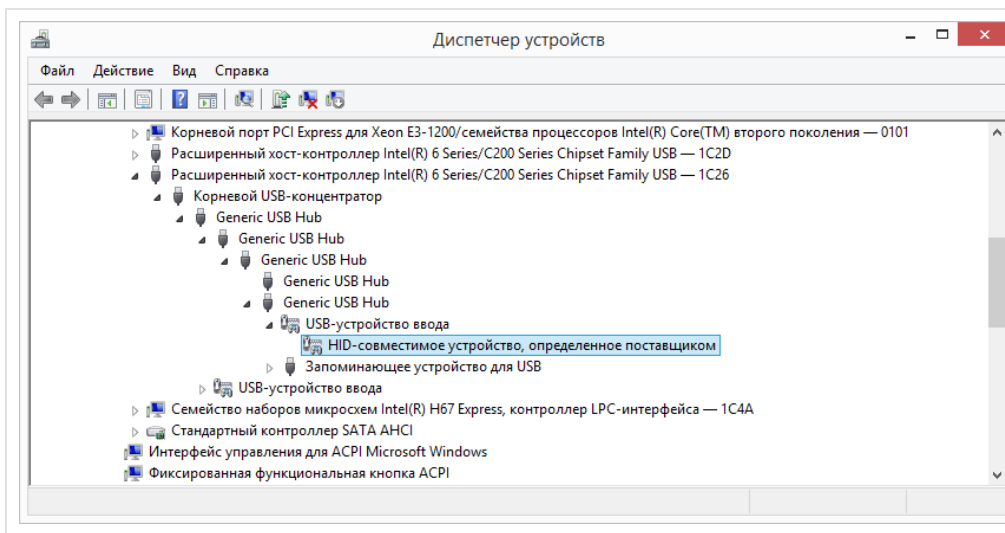 Диспетчер устройств
Файл Действие Вид Справка
Корневой порт PCI Express для Xeon E3-1200/семейства процессоров Intel(R) Core(TM) второго поколения — 0101
Расширенный хост-контроллер Intel(R) 6 Series/C200 Series Chipset Family USB — 1C2D
Расширенный хост-контроллер Intel(R) 6 Series/C200 Series Chipset Family USB — 1C26
Корневой USB-концентратор
Generic USB Hub
Generic USB Hub
Generic USB Hub
Generic USB Hub
Generic USB Hub
USB-устройство ввода
HID-совместимое устройство, определенное поставщиком
Запоминающее устройство для USB
USB-устройство ввода
Семейство наборов микросхем Intel(R) H67 Express, контроллер LPC-интерфейса — 1C4A
Стандартный контроллер SATA AHCI
Интерфейс управления для ACPI Microsoft Windows
Фиксированная функциональная кнопка ACPI